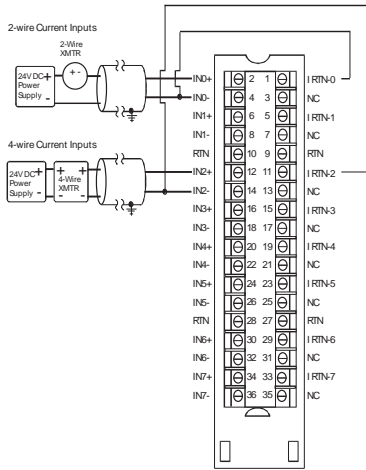 2-wire Current Inputs
2-Wire
XMTR
+ -
24V DC +
Power
Supply -
4-wire Current Inputs
24V DC +
Power
Supply -
+ +
4-Wire
XMTR
- -
IN0+ 2 1 I RTN-0
IN0- 4 3 NC
IN1+ 6 5 I RTN-1
IN1- 8 7 NC
RTN 10 9 RTN
IN2+ 12 11 I RTN-2
IN2- 14 13 NC
IN3+ 16 15 I RTN-3
IN3- 18 17 NC
IN4+ 20 19 I RTN-4
IN4- 22 21 NC
IN5+ 24 23 I RTN-5
IN5- 26 25 NC
RTN 28 27 RTN
IN6+ 30 29 I RTN-6
IN6- 32 31 NC
IN7+ 34 33 I RTN-7
IN7- 36 35 NC